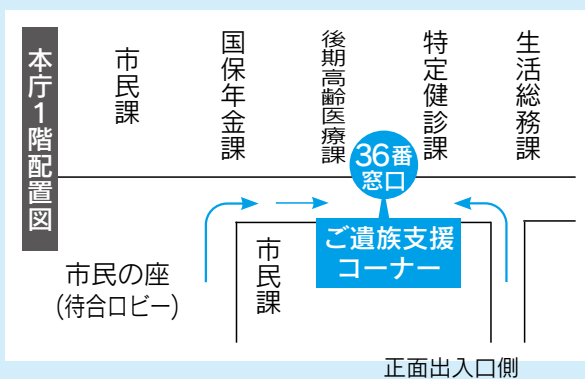 本庁1階配置図
市民課
国保年金課
後期高齢医療課
特定健診課
生活総務課
36番
窓口
ご遺族支援
コーナー
市民課
市民の座
(待合ロビー)
正面出入口側